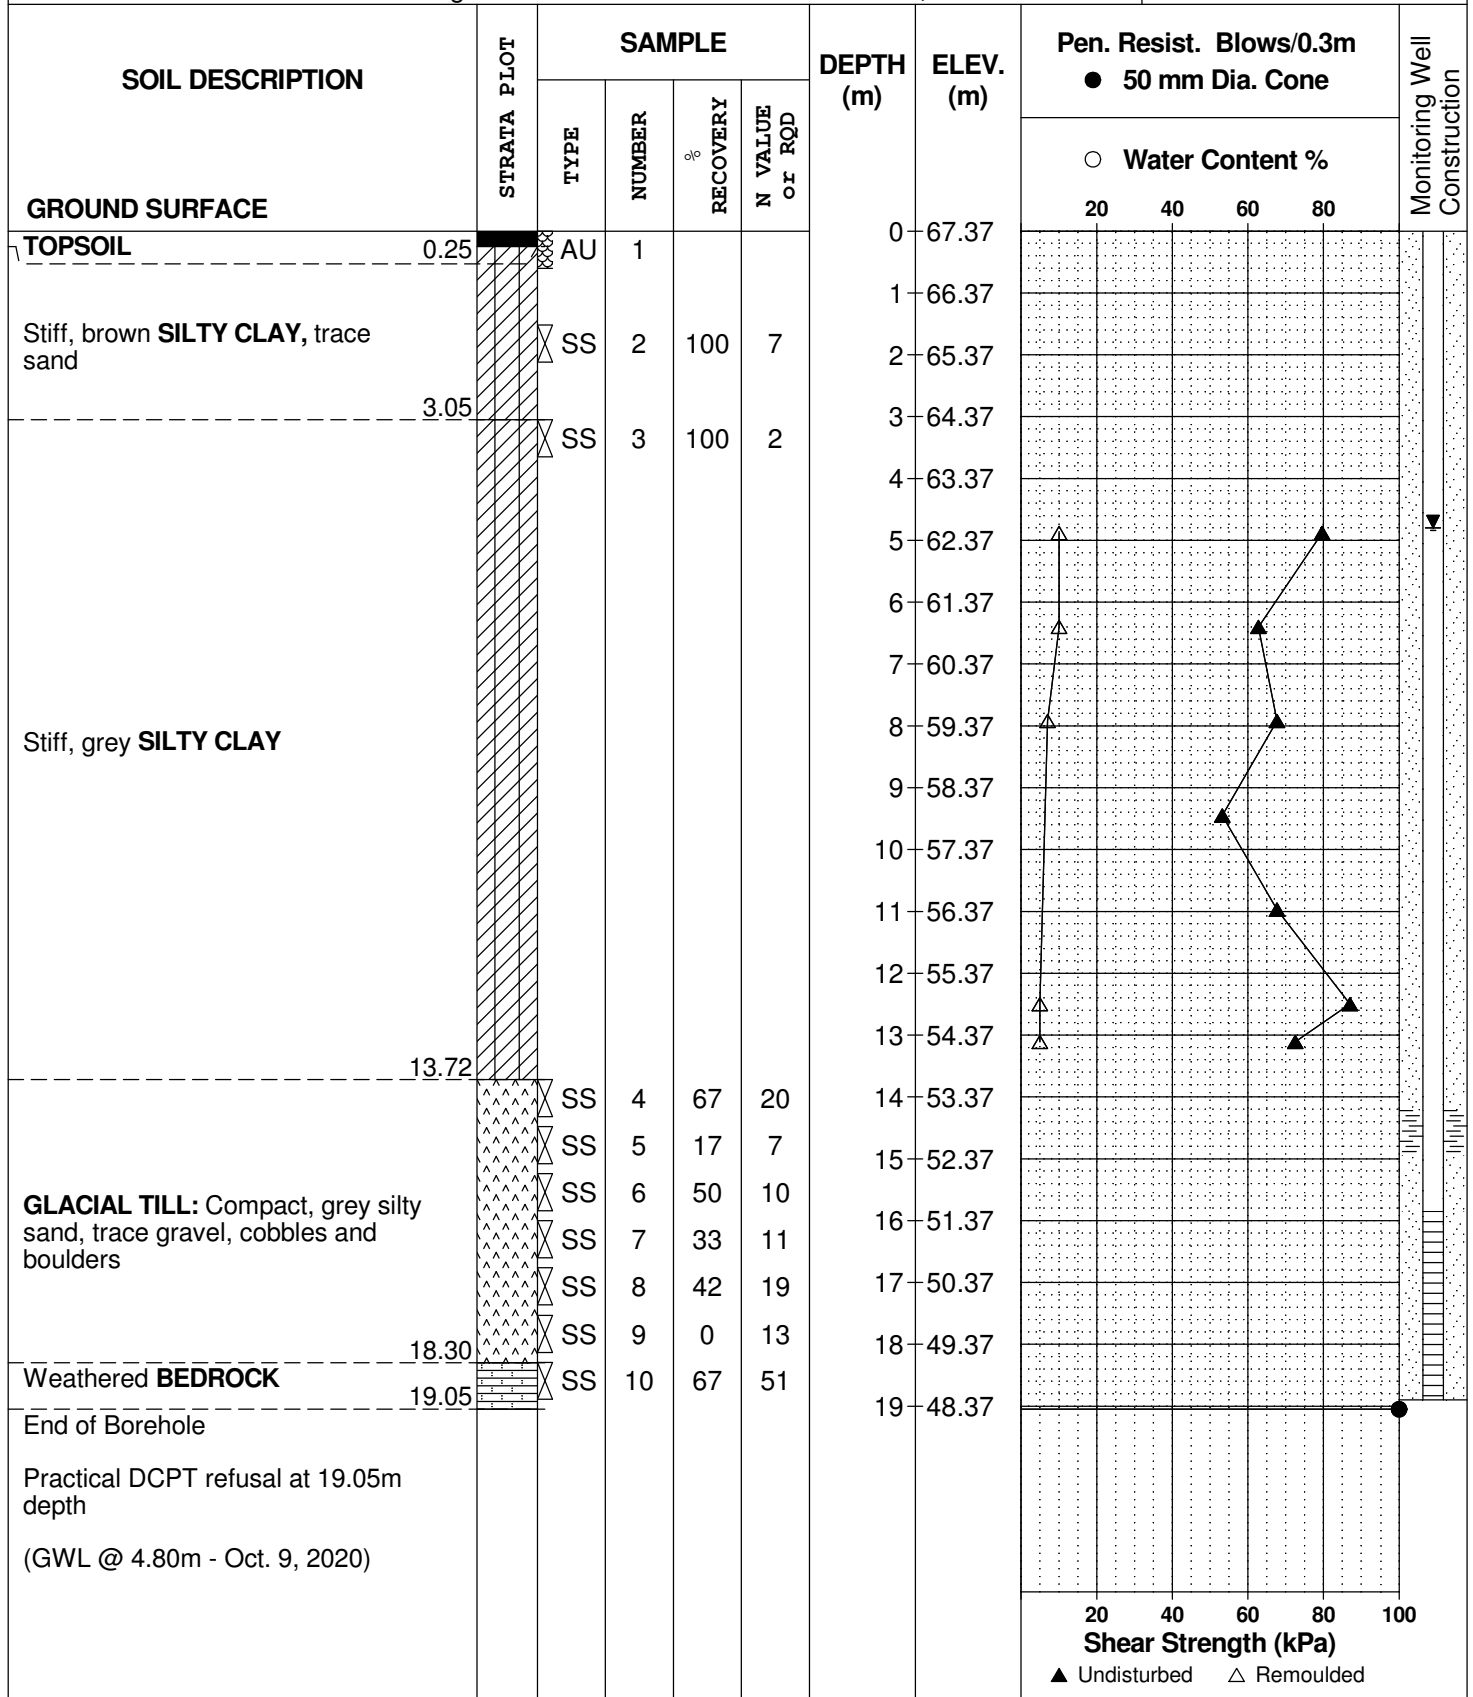 SOIL DESCRIPTION
GROUND SURFACE
STRATA PLOT
SAMPLE
TYPE
NUMBER
% RECOVERY
N VALUE or RQD
DEPTH (m)
ELEV. (m)
Pen. Resist. Blows/0.3m
● 50 mm Dia. Cone
○ Water Content %
20 40 60 80
Monitoring Well Construction
TOPSOIL 0.25
AU 1
0 67.37
1 66.37
Stiff, brown SILTY CLAY, trace
sand
SS 2 100 7
2 65.37
3.05
3 64.37
SS 3 100 2
4 63.37
5 62.37
6 61.37
7 60.37
Stiff, grey SILTY CLAY
8 59.37
9 58.37
10 57.37
11 56.37
12 55.37
13 54.37
13.72
SS 4 67 20
14 53.37
SS 5 17 7
15 52.37
GLACIAL TILL: Compact, grey silty
sand, trace gravel, cobbles and
boulders
SS 6 50 10
16 51.37
SS 7 33 11
SS 8 42 19
17 50.37
SS 9 0 13
18 49.37
18.30
Weathered BEDROCK
SS 10 67 51
19.05
19 48.37
End of Borehole
Practical DCPT refusal at 19.05m
depth
(GWL @ 4.80m - Oct. 9, 2020)
20 40 60 80 100
Shear Strength (kPa)
▲ Undisturbed △ Remoulded